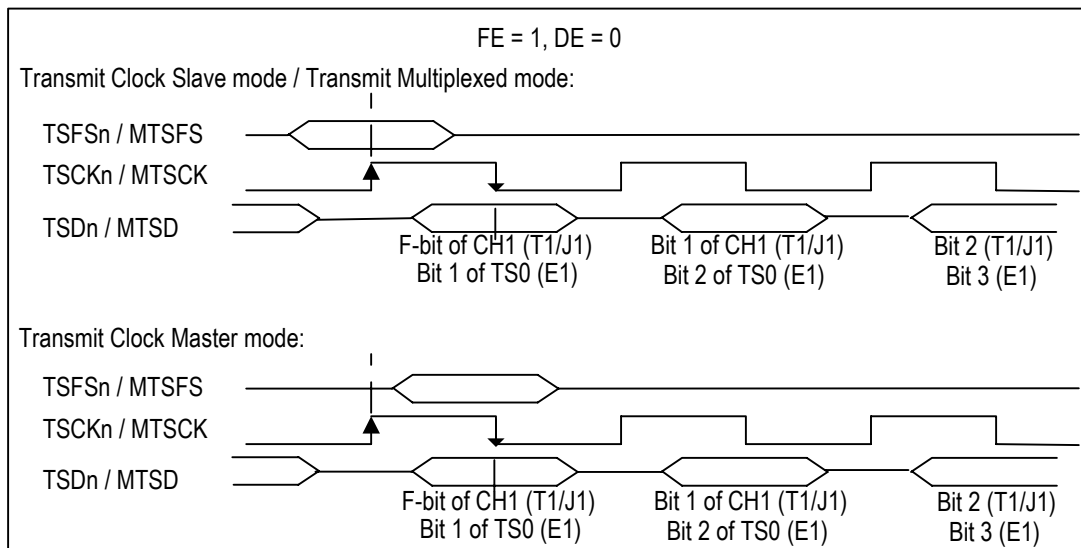 FE = 1, DE = 0
Transmit Clock Slave mode / Transmit Multiplexed mode:
TSFSn / MTSFS
TSCKn / MTSCK
TSDn / MTSD
F-bit of CH1 (T1/J1) Bit 1 of CH1 (T1/J1) Bit 2 (T1/J1)
Bit 1 of TS0 (E1) Bit 2 of TS0 (E1) Bit 3 (E1)
Transmit Clock Master mode:
TSFSn / MTSFS
TSCKn / MTSCK
TSDn / MTSD
F-bit of CH1 (T1/J1) Bit 1 of CH1 (T1/J1) Bit 2 (T1/J1)
Bit 1 of TS0 (E1) Bit 2 of TS0 (E1) Bit 3 (E1)